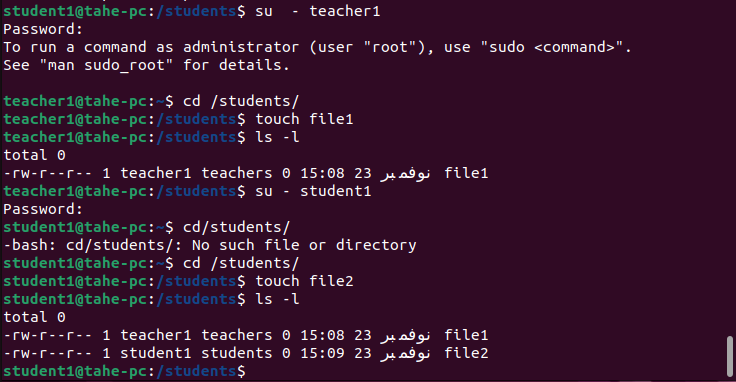 student1@tahe-pc:/students$ su  - teacher1
Password:
To run a command as administrator (user "root"), use "sudo <command>".
See "man sudo_root" for details.

teacher1@tahe-pc:~$ cd /students/
teacher1@tahe-pc:/students$ touch file1
teacher1@tahe-pc:/students$ ls -l
total 0
-rw-r--r-- 1 teacher1 teachers 0 15:08 23 نوفمبر file1
teacher1@tahe-pc:/students$ su - student1
Password:
student1@tahe-pc:~$ cd/students/
-bash: cd/students/: No such file or directory
student1@tahe-pc:~$ cd /students/
student1@tahe-pc:/students$ touch file2
student1@tahe-pc:/students$ ls -l
total 0
-rw-r--r-- 1 teacher1 teachers 0 15:08 23 نوفمبر file1
-rw-r--r-- 1 student1 students 0 15:09 23 نوفمبر file2
student1@tahe-pc:/students$